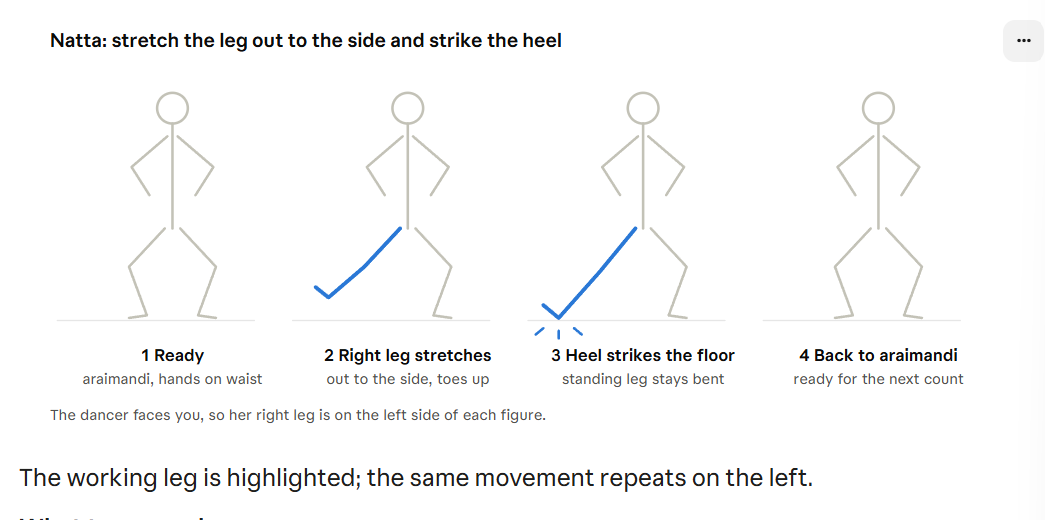 Natta: stretch the leg out to the side and strike the heel
1 Ready
araimandi, hands on waist
2 Right leg stretches
out to the side, toes up
3 Heel strikes the floor
standing leg stays bent
4 Back to araimandi
ready for the next count
The dancer faces you, so her right leg is on the left side of each figure.
The working leg is highlighted; the same movement repeats on the left.